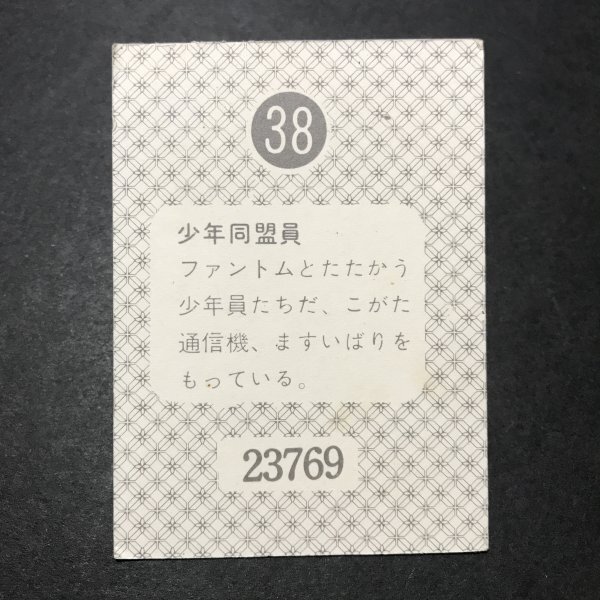 38
少年同盟員
ファントムとたたかう
少年員たちだ、こがた
通信機、ますいばりを
もっている。
23769